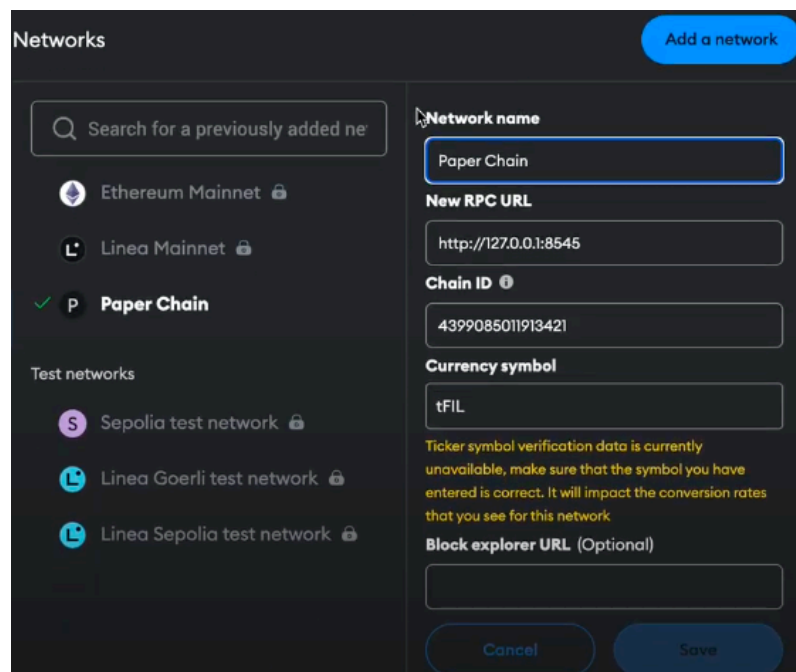 Networks
Add a network
Search for a previously added ne
Ethereum Mainnet
Linea Mainnet
P Paper Chain
Test networks
S Sepolia test network
Linea Goerli test network
Linea Sepolia test network
Network name
Paper Chain
New RPC URL
http://127.0.0.1:8545
Chain ID
4399085011913421
Currency symbol
tFIL
Ticker symbol verification data is currently
unavailable, make sure that the symbol you have
entered is correct. It will impact the conversion rates
that you see for this network
Block explorer URL (Optional)
Cancel
Save